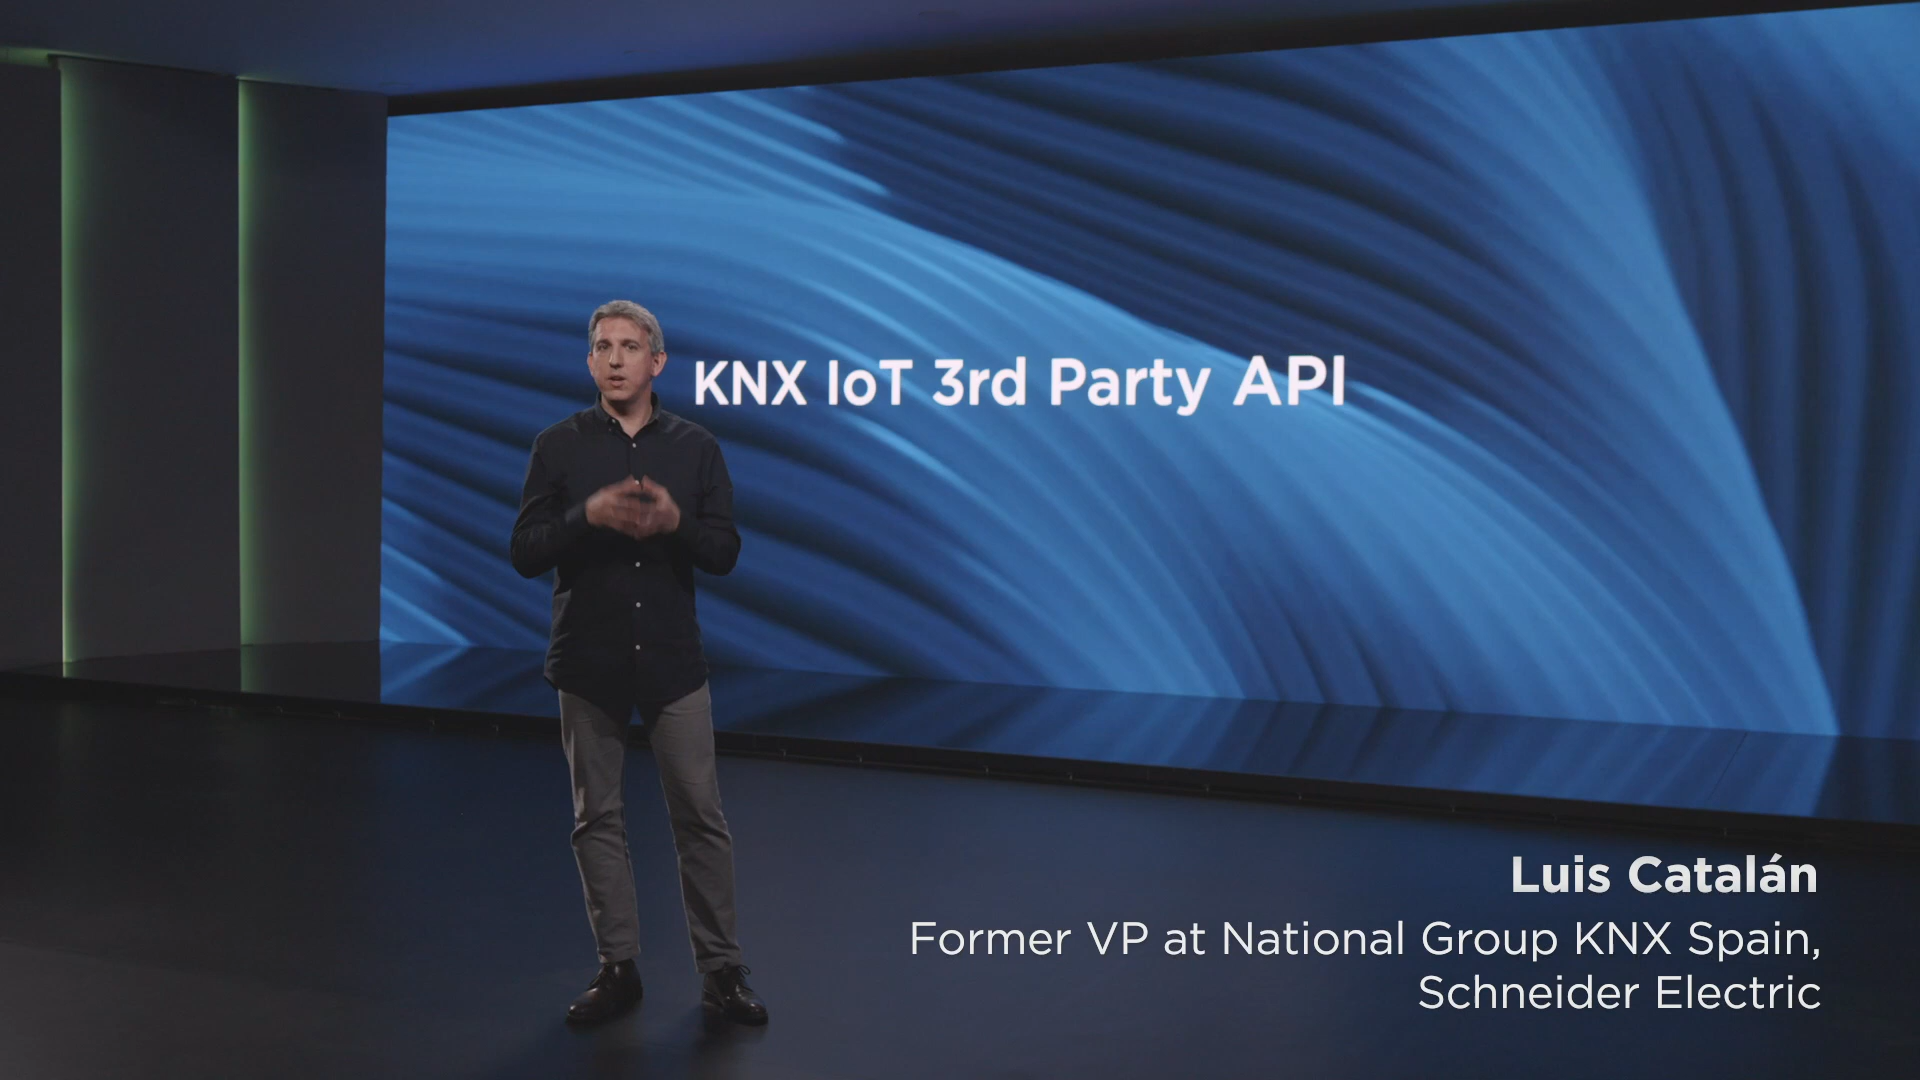 KNX IoT 3rd Party API
Luis Catalán
Former VP at National Group KNX Spain,
Schneider Electric